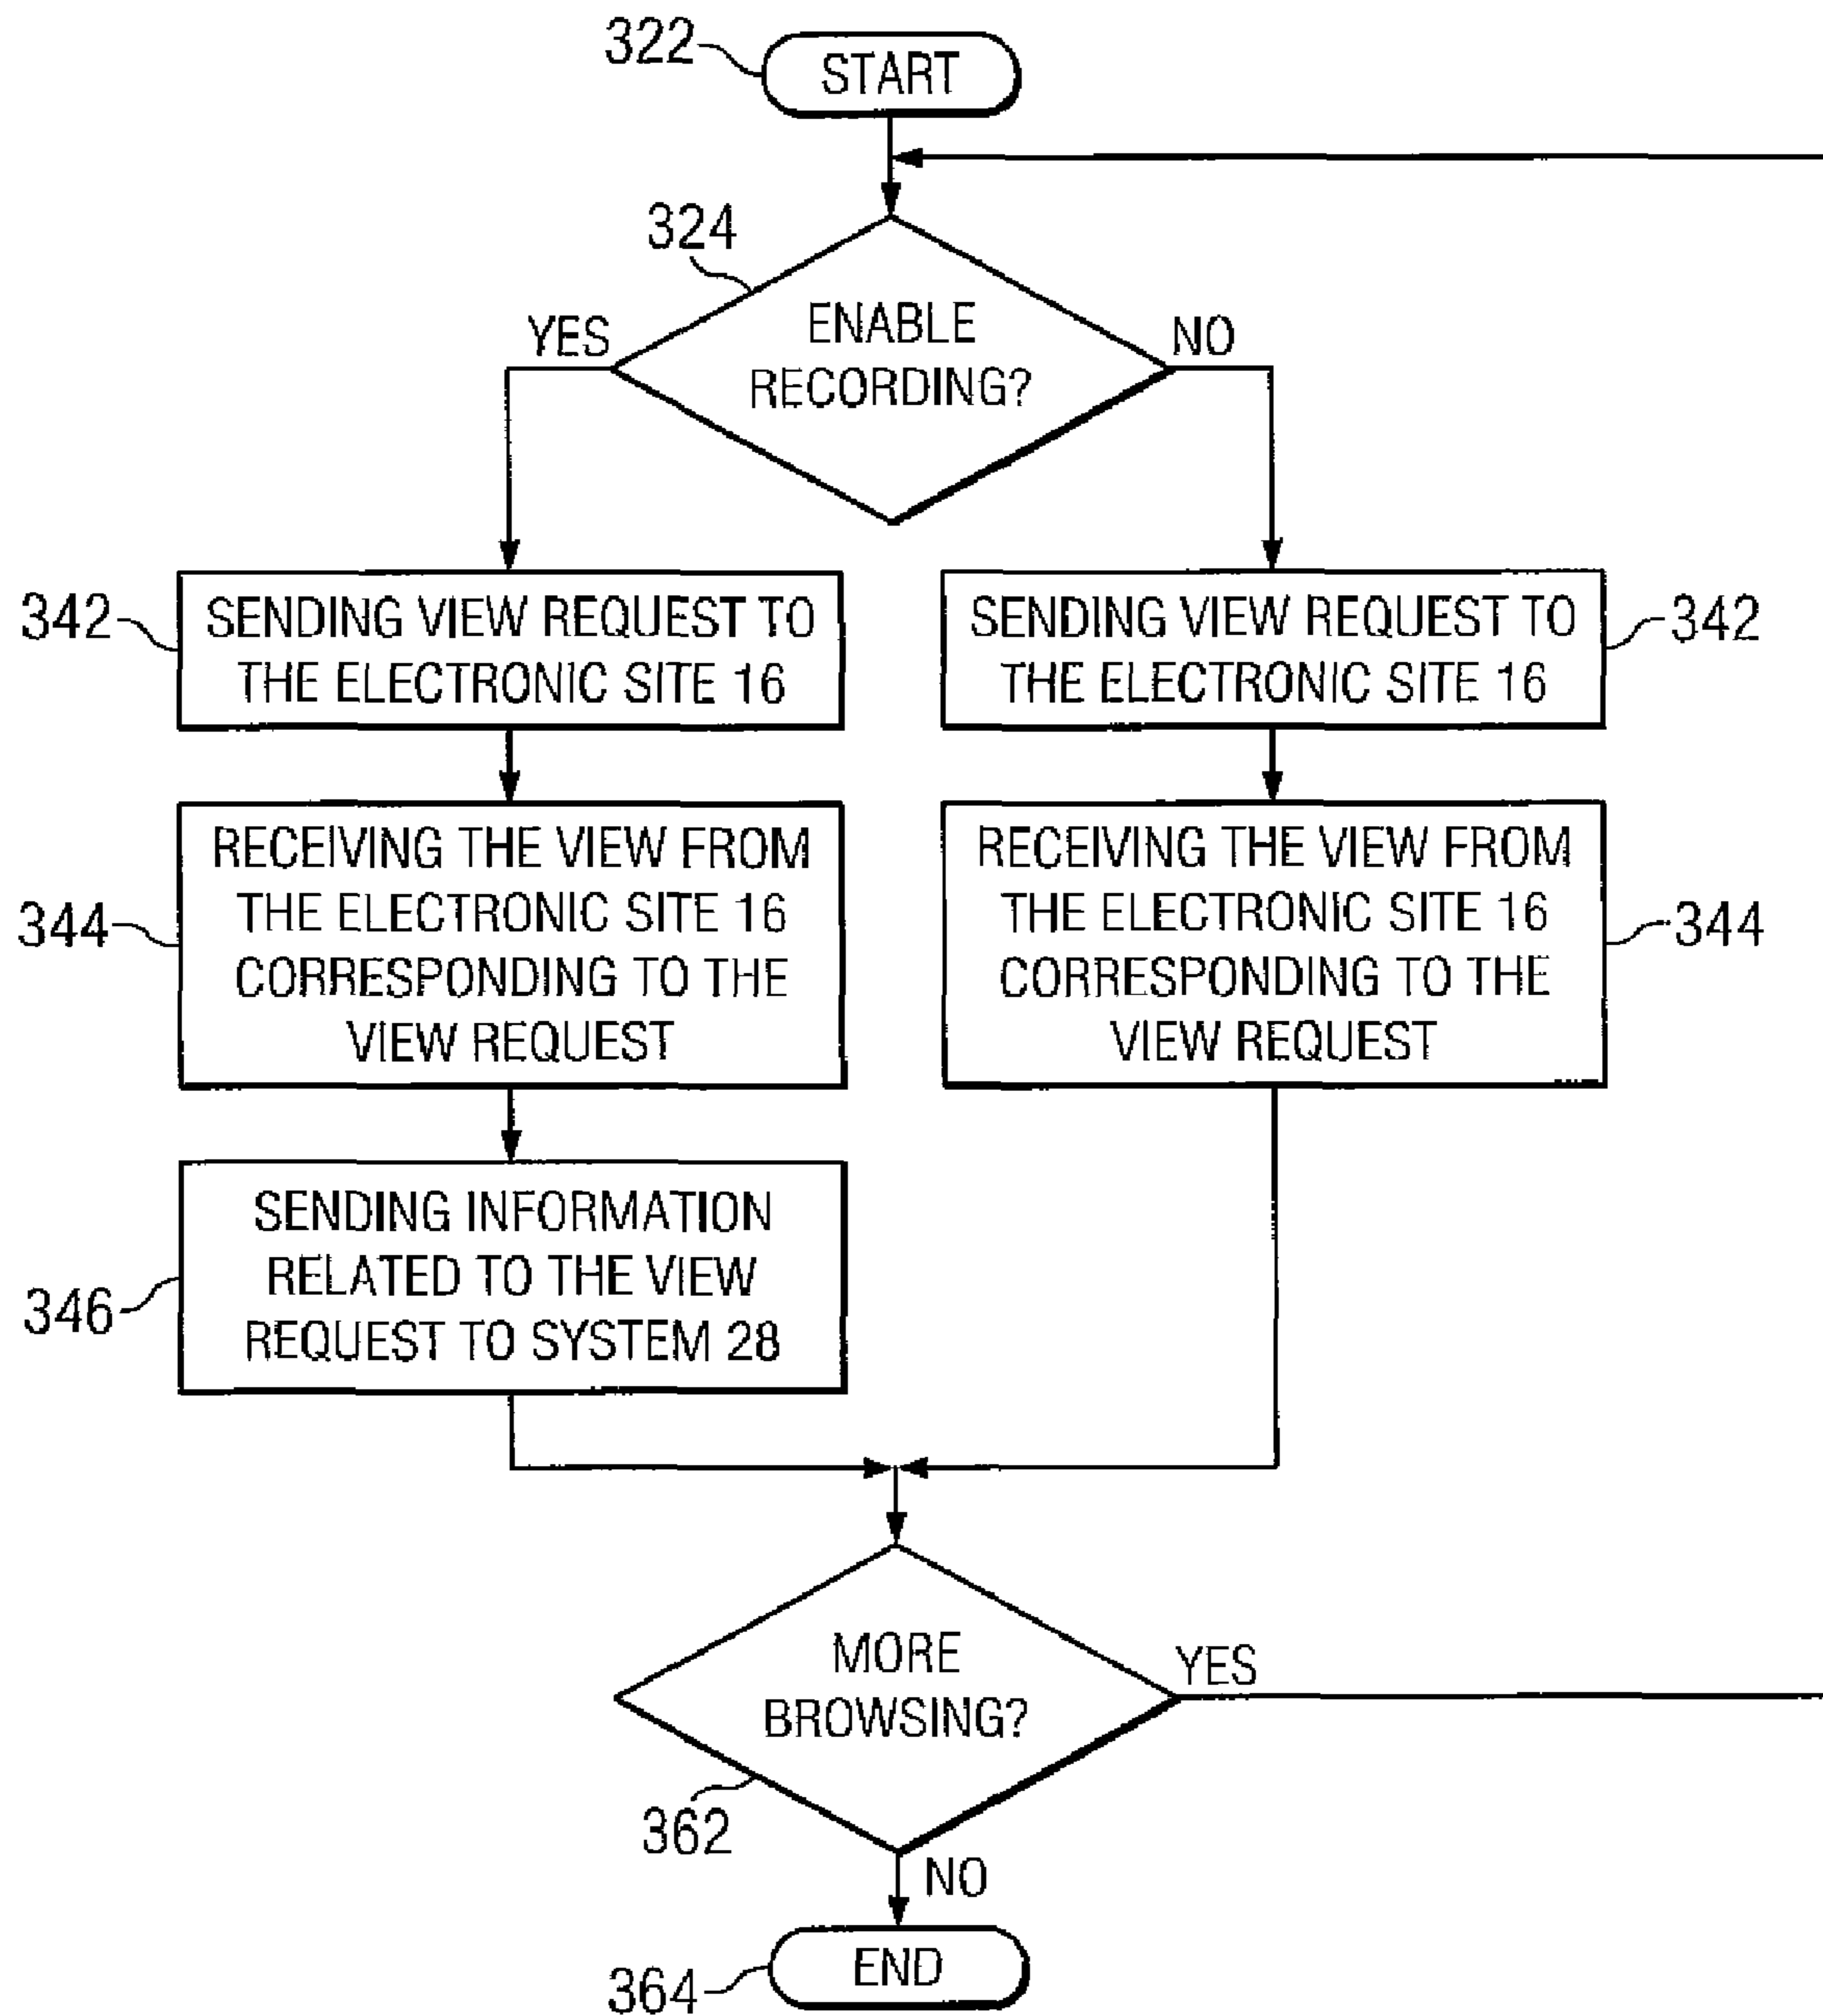 322
START
324
ENABLE
RECORDING?
YES
NO
342
SENDING VIEW REQUEST TO
THE ELECTRONIC SITE 16
SENDING VIEW REQUEST TO
THE ELECTRONIC SITE 16
342
344
RECEIVING THE VIEW FROM
THE ELECTRONIC SITE 16
CORRESPONDING TO THE
VIEW REQUEST
RECEIVING THE VIEW FROM
THE ELECTRONIC SITE 16
CORRESPONDING TO THE
VIEW REQUEST
344
346
SENDING INFORMATION
RELATED TO THE VIEW
REQUEST TO SYSTEM 28
MORE
BROWSING?
YES
362
NO
364
END